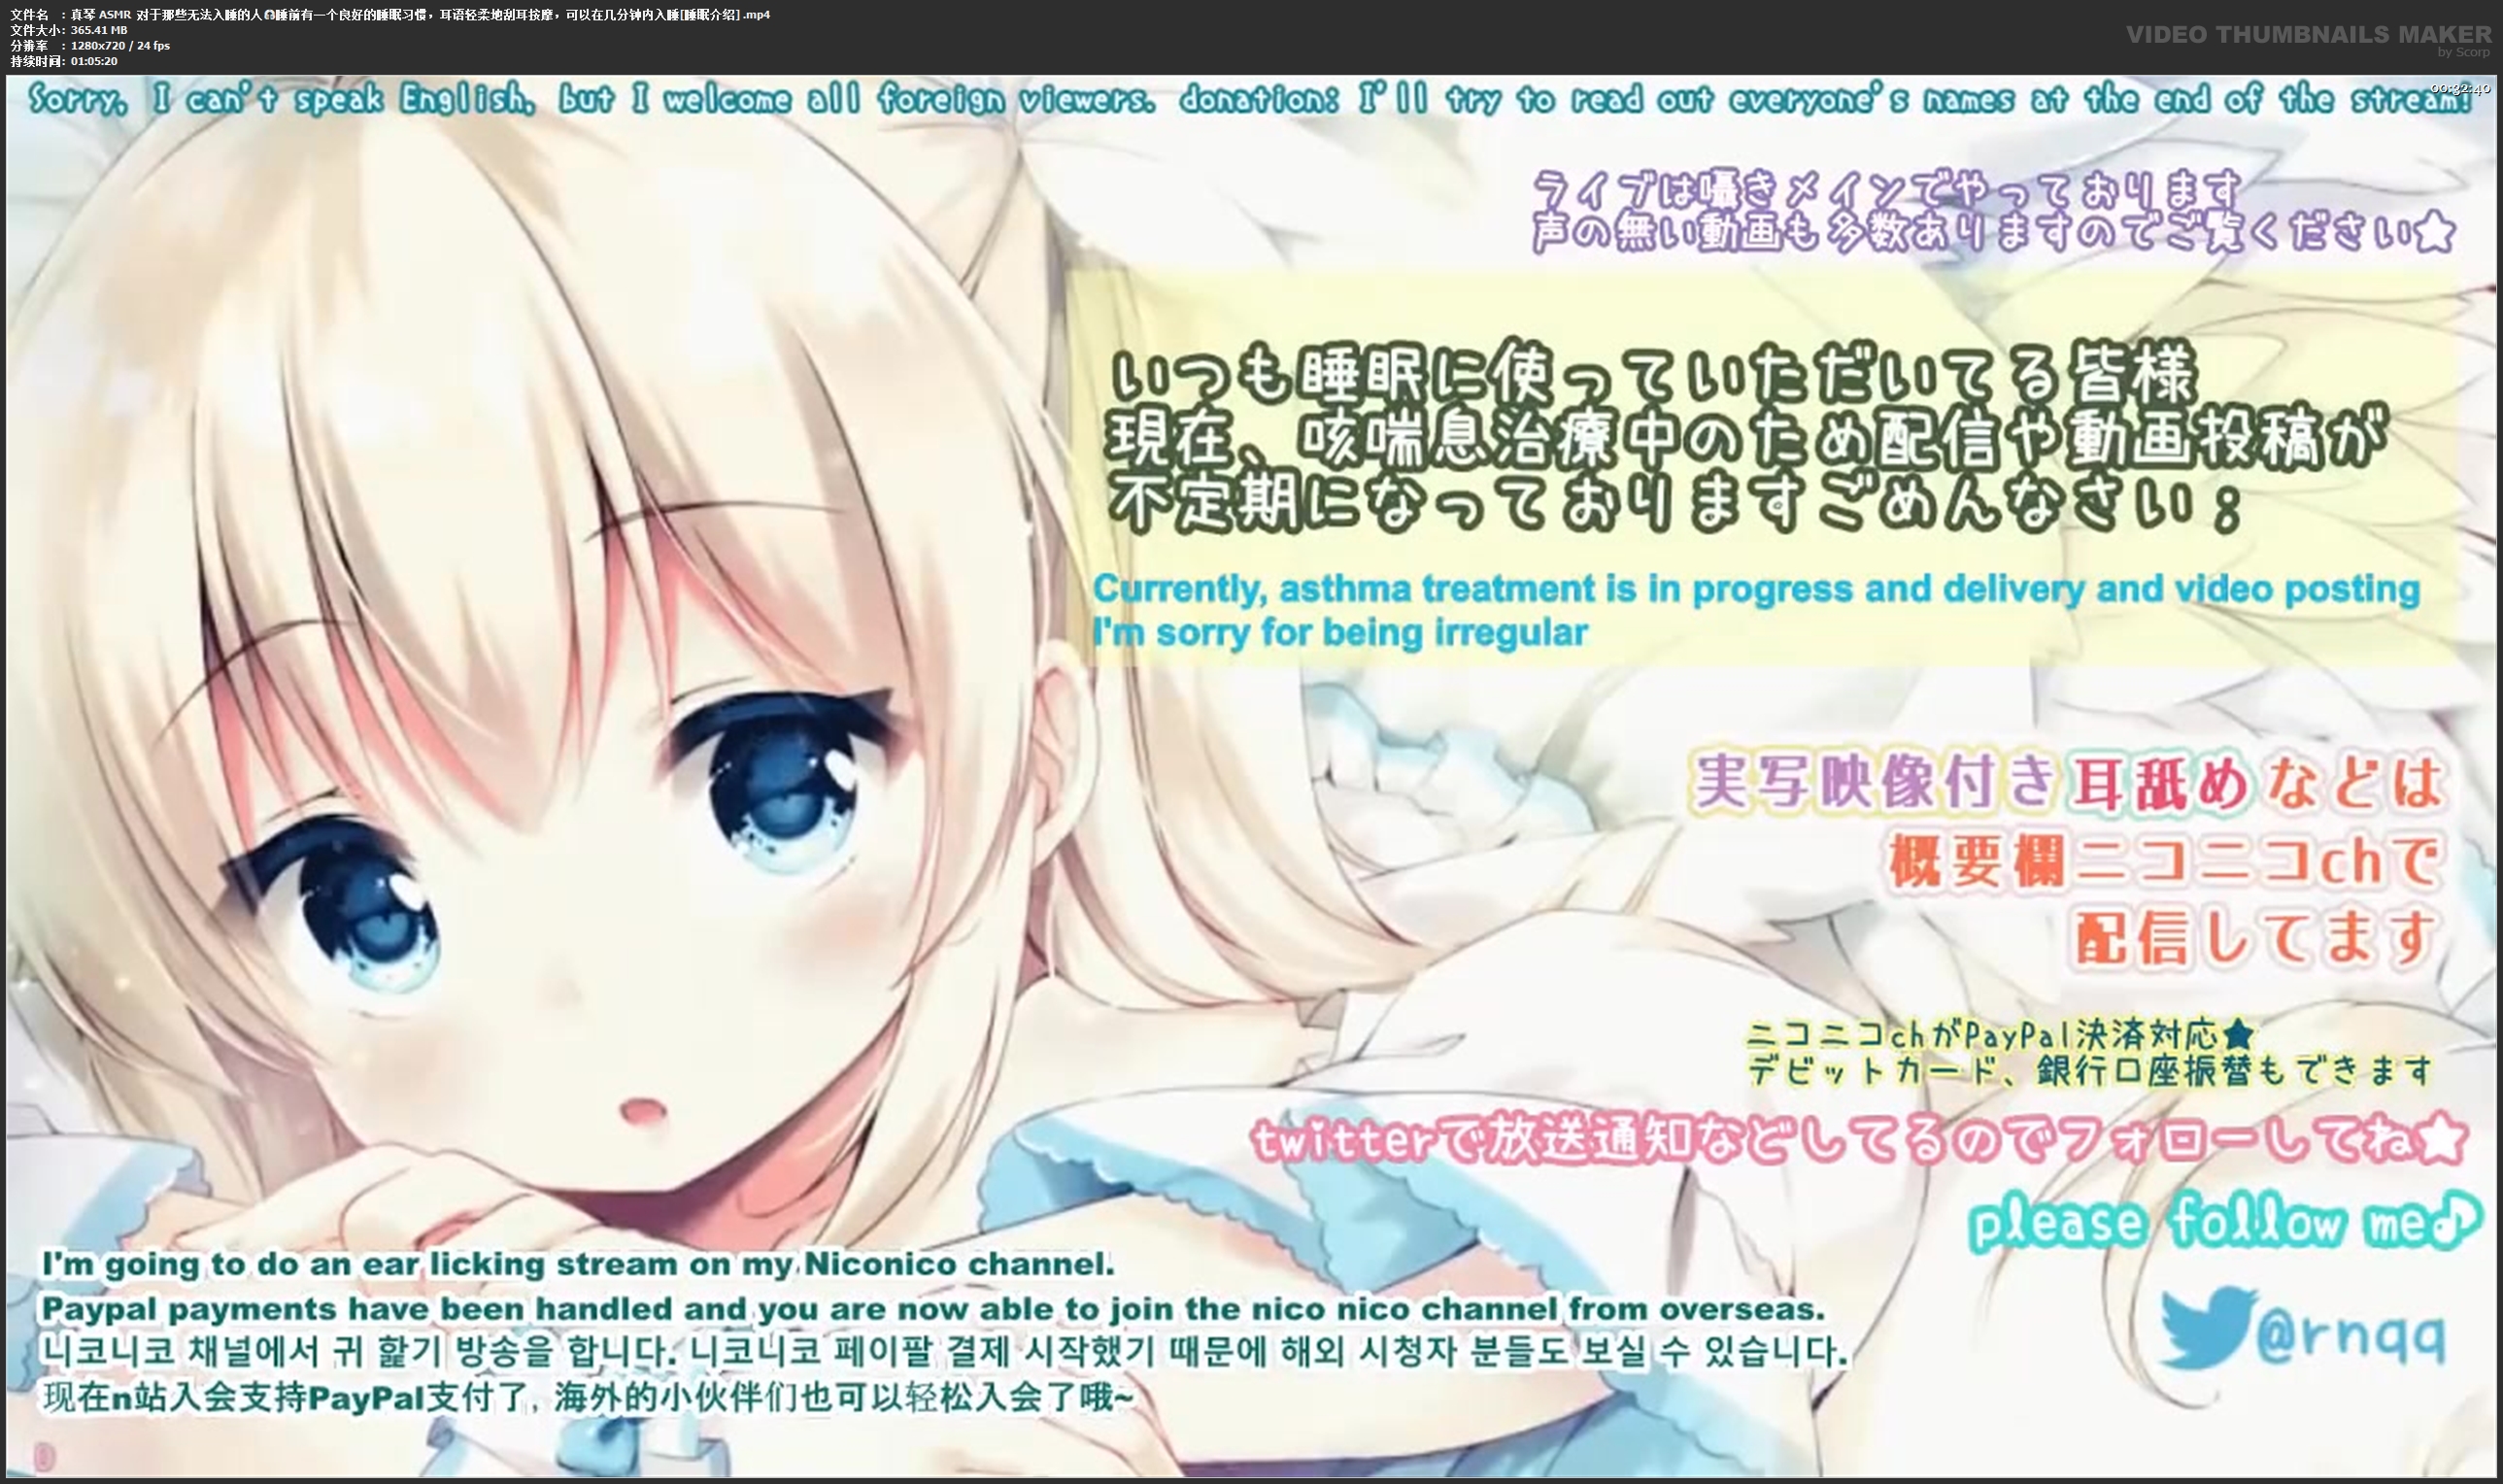 文件名 : 真琴 ASMR 对于那些无法入睡的人🎧睡前有一个良好的睡眠习惯，耳语轻柔地刮耳按摩，可以在几分钟内入睡[睡眠介绍].mp4
文件大小: 365.41 MB
分辨率 : 1280x720 / 24 fps
持续时间: 01:05:20
VIDEO THUMBNAILS MAKER
by Scorp
00:32:40
Sorry, I can't speak English, but I welcome all foreign viewers. donation: I'll try to read out everyone's names at the end of the stream!
ライブは囁きメインでやっております
声の無い動画も多数ありますのでご覧ください★
いつも睡眠に使っていただいてる皆様
現在、咳喘息治療中のため配信や動画投稿が
不定期になっておりますごめんなさい；
Currently, asthma treatment is in progress and delivery and video posting
I'm sorry for being irregular
実写映像付き耳舐めなどは
概要欄ニコニコchで
配信してます
ニコニコchがPayPal決済対応★
デビットカード、銀行口座振替もできます
twitterで放送通知などしてるのでフォローしてね★
please follow me♪
@rnqq
I'm going to do an ear licking stream on my Niconico channel.
Paypal payments have been handled and you are now able to join the nico nico channel from overseas.
니코니코 채널에서 귀 핥기 방송을 합니다. 니코니코 페이팔 결제 시작했기 때문에 해외 시청자 분들도 보실 수 있습니다.
现在n站入会支持PayPal支付了, 海外的小伙伴们也可以轻松入会了哦~